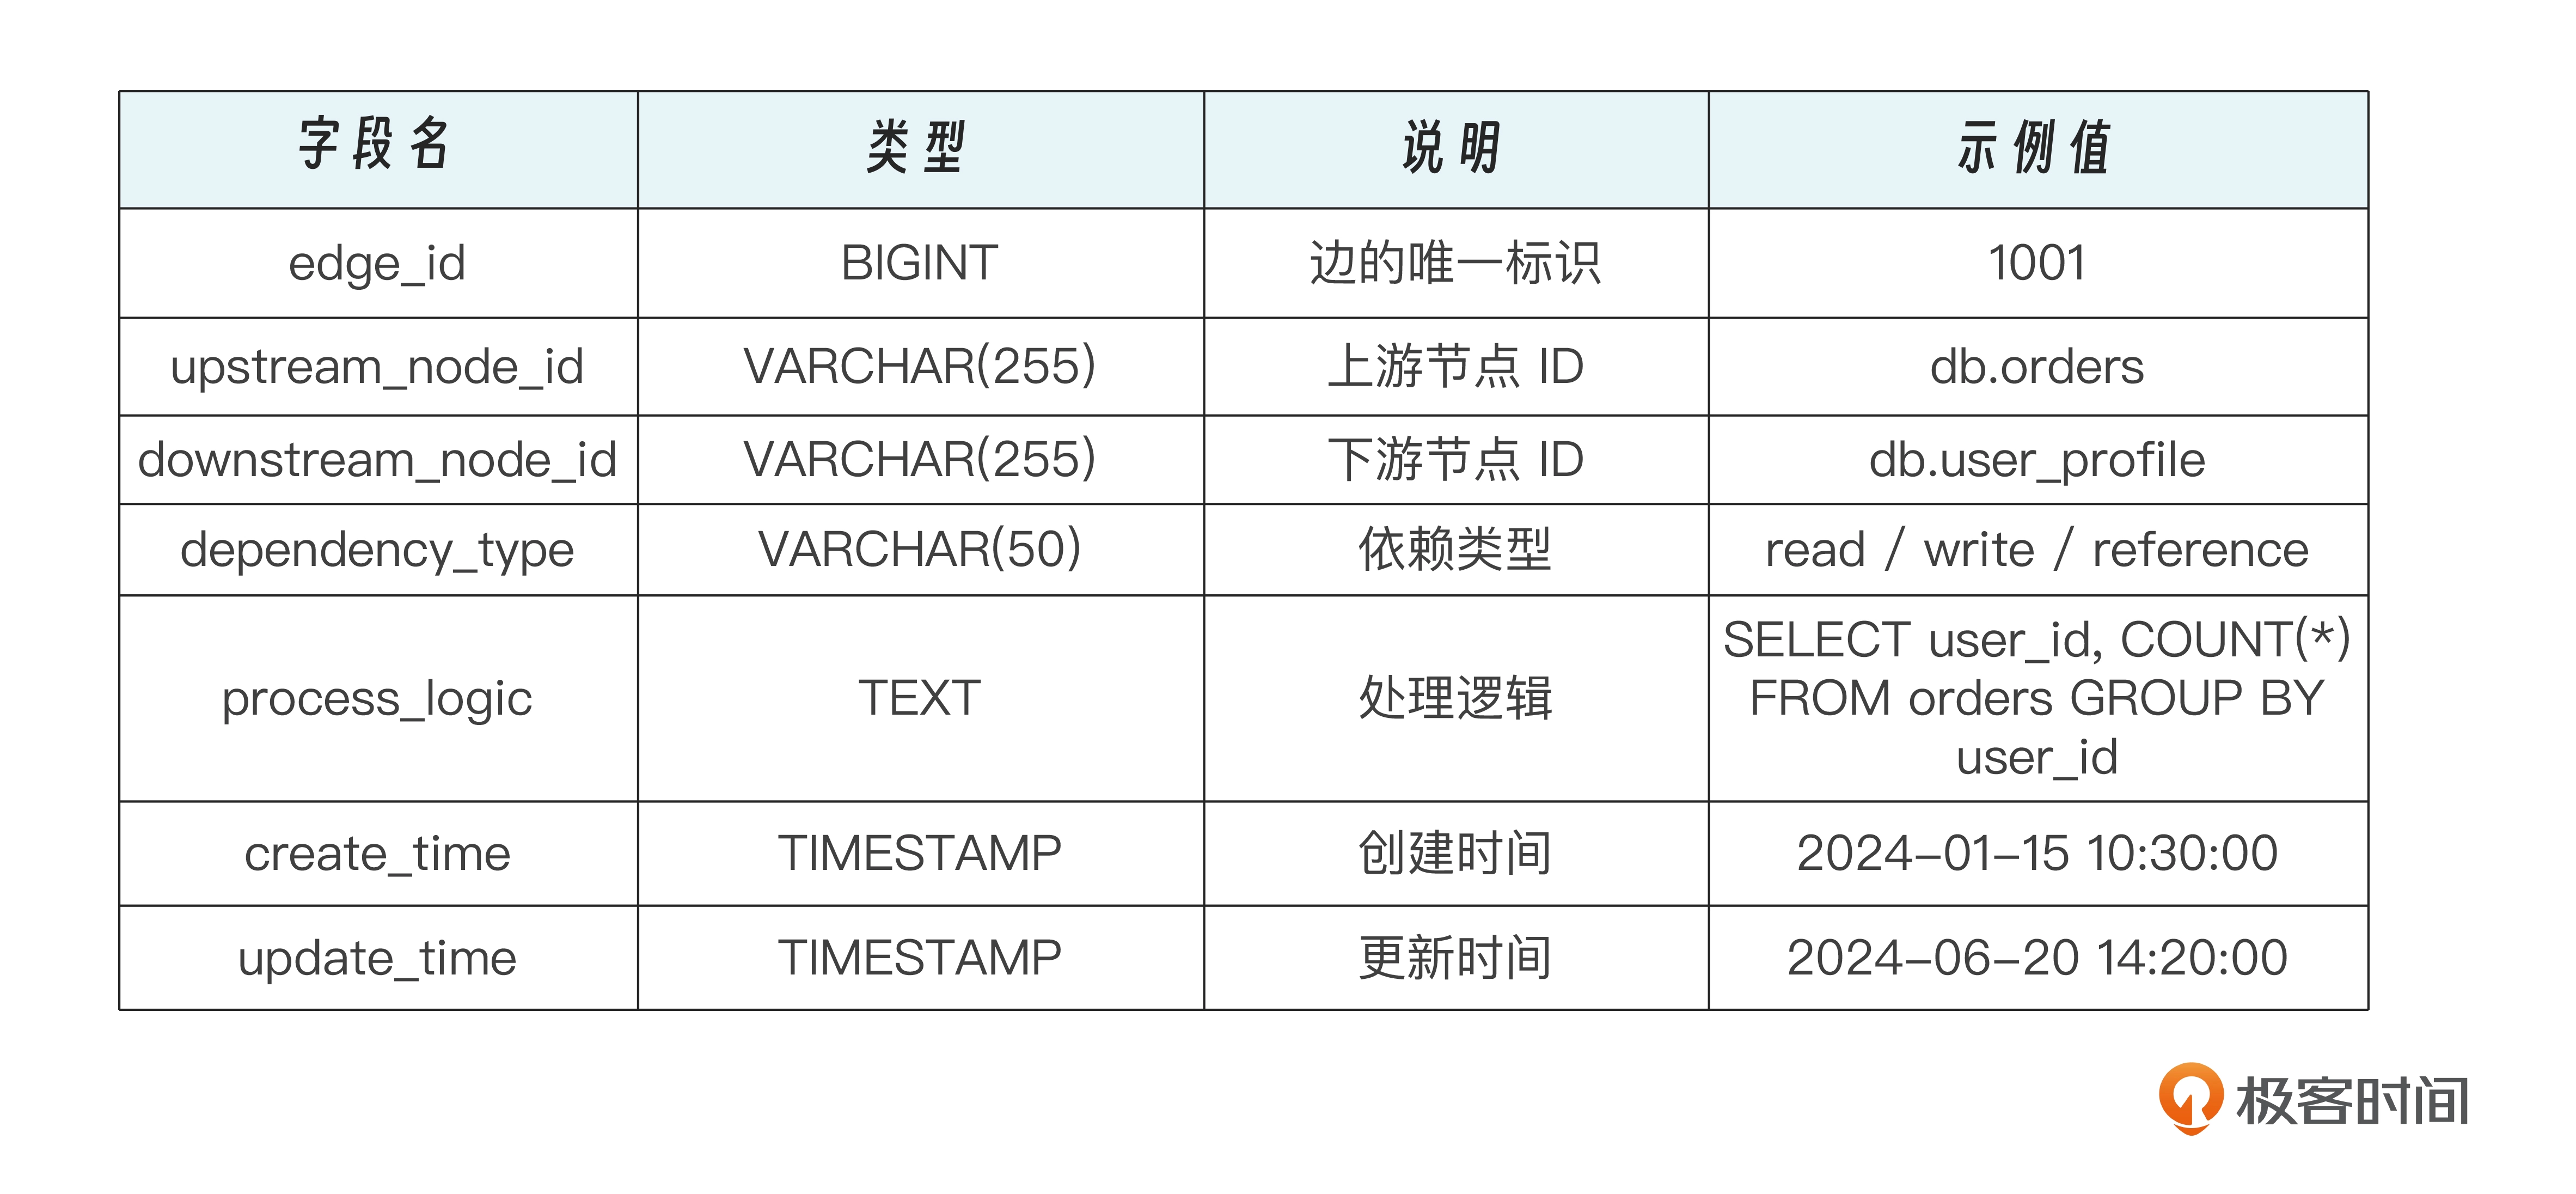 字段名 类型 说明 示例值
edge_id BIGINT 边的唯一标识 1001
upstream_node_id VARCHAR(255) 上游节点 ID db.orders
downstream_node_id VARCHAR(255) 下游节点 ID db.user_profile
dependency_type VARCHAR(50) 依赖类型 read / write / reference
process_logic TEXT 处理逻辑 SELECT user_id, COUNT(*)
FROM orders GROUP BY
user_id
create_time TIMESTAMP 创建时间 2024-01-15 10:30:00
update_time TIMESTAMP 更新时间 2024-06-20 14:20:00
极客时间